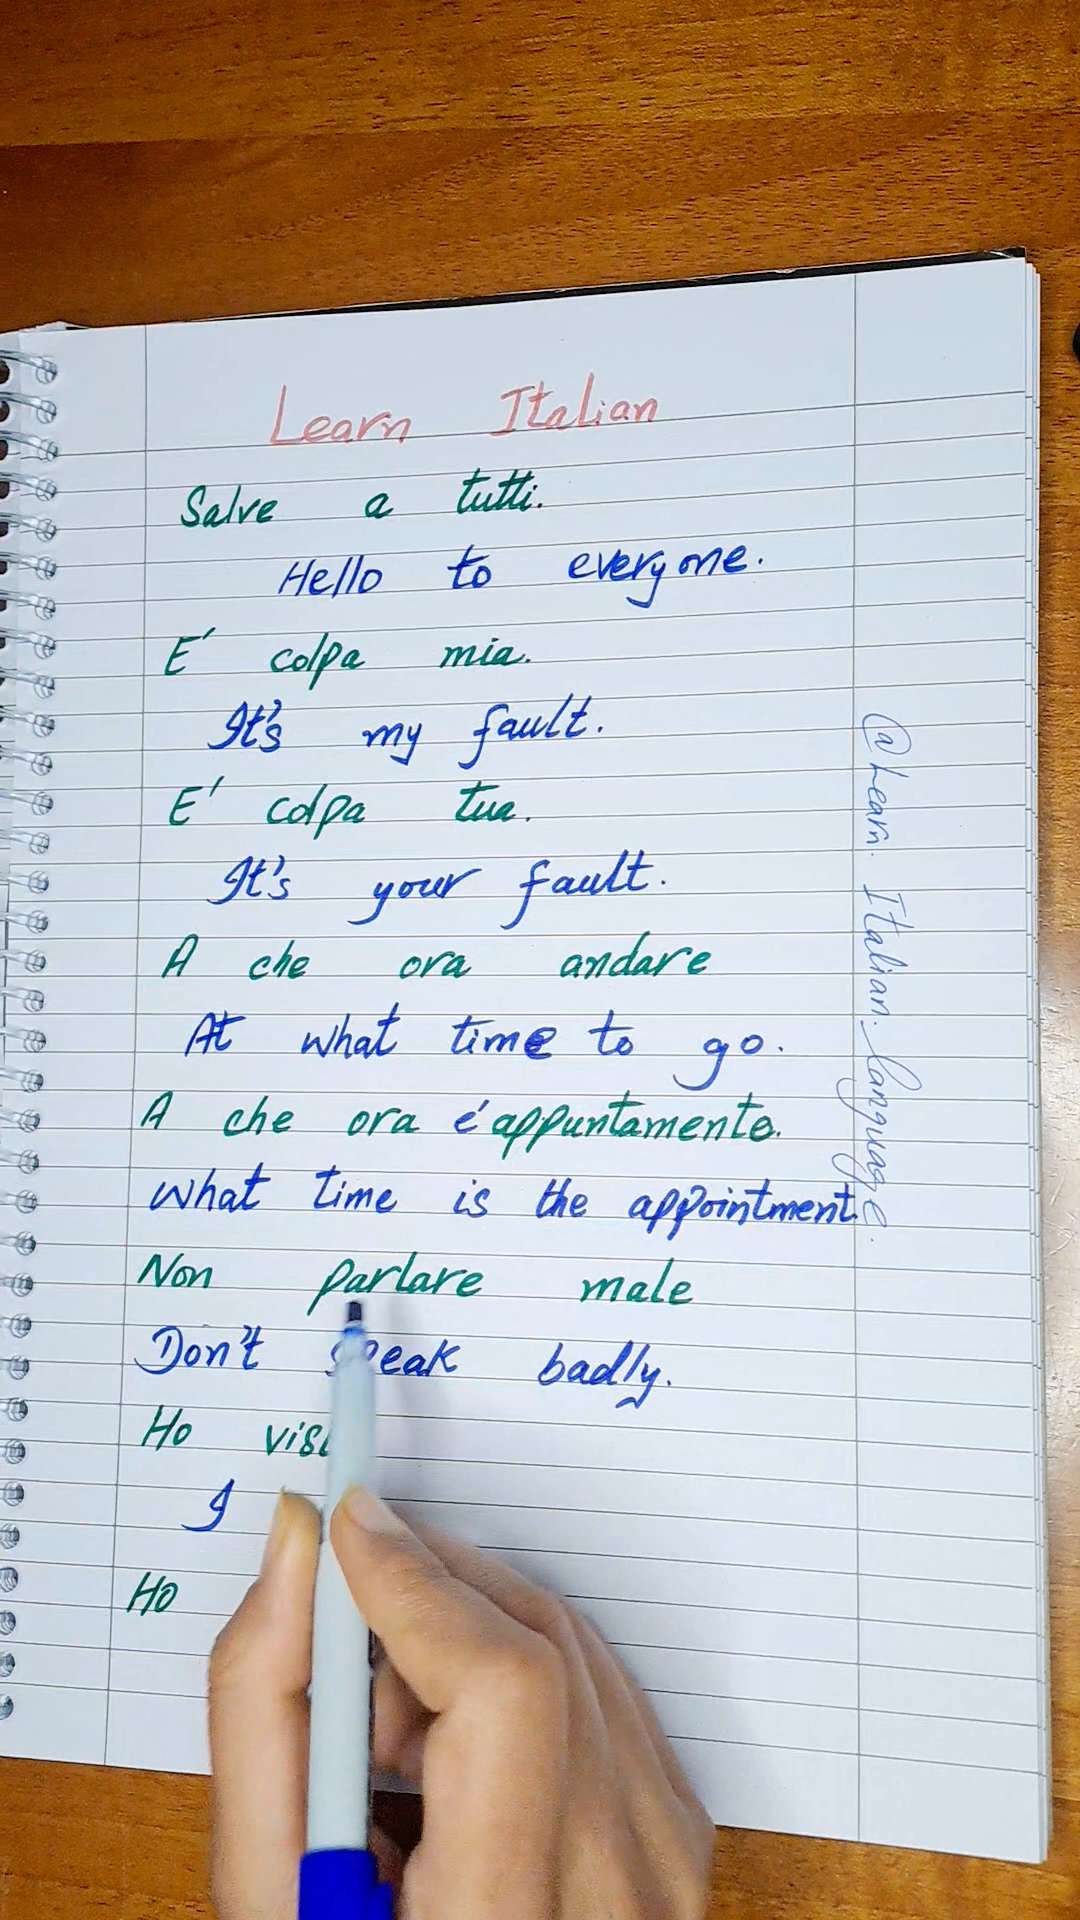 Learn Italian
Salve a tutti.
Hello to everyone.
E' colpa mia.
It's my fault.
E' colpa tua.
It's your fault.
A che ora andare
At what time to go.
A che ora é appuntamento.
What time is the appointment.
Non parlare male
Don't speak badly.
Ho
I
Ho
@Learn.Italian_language.